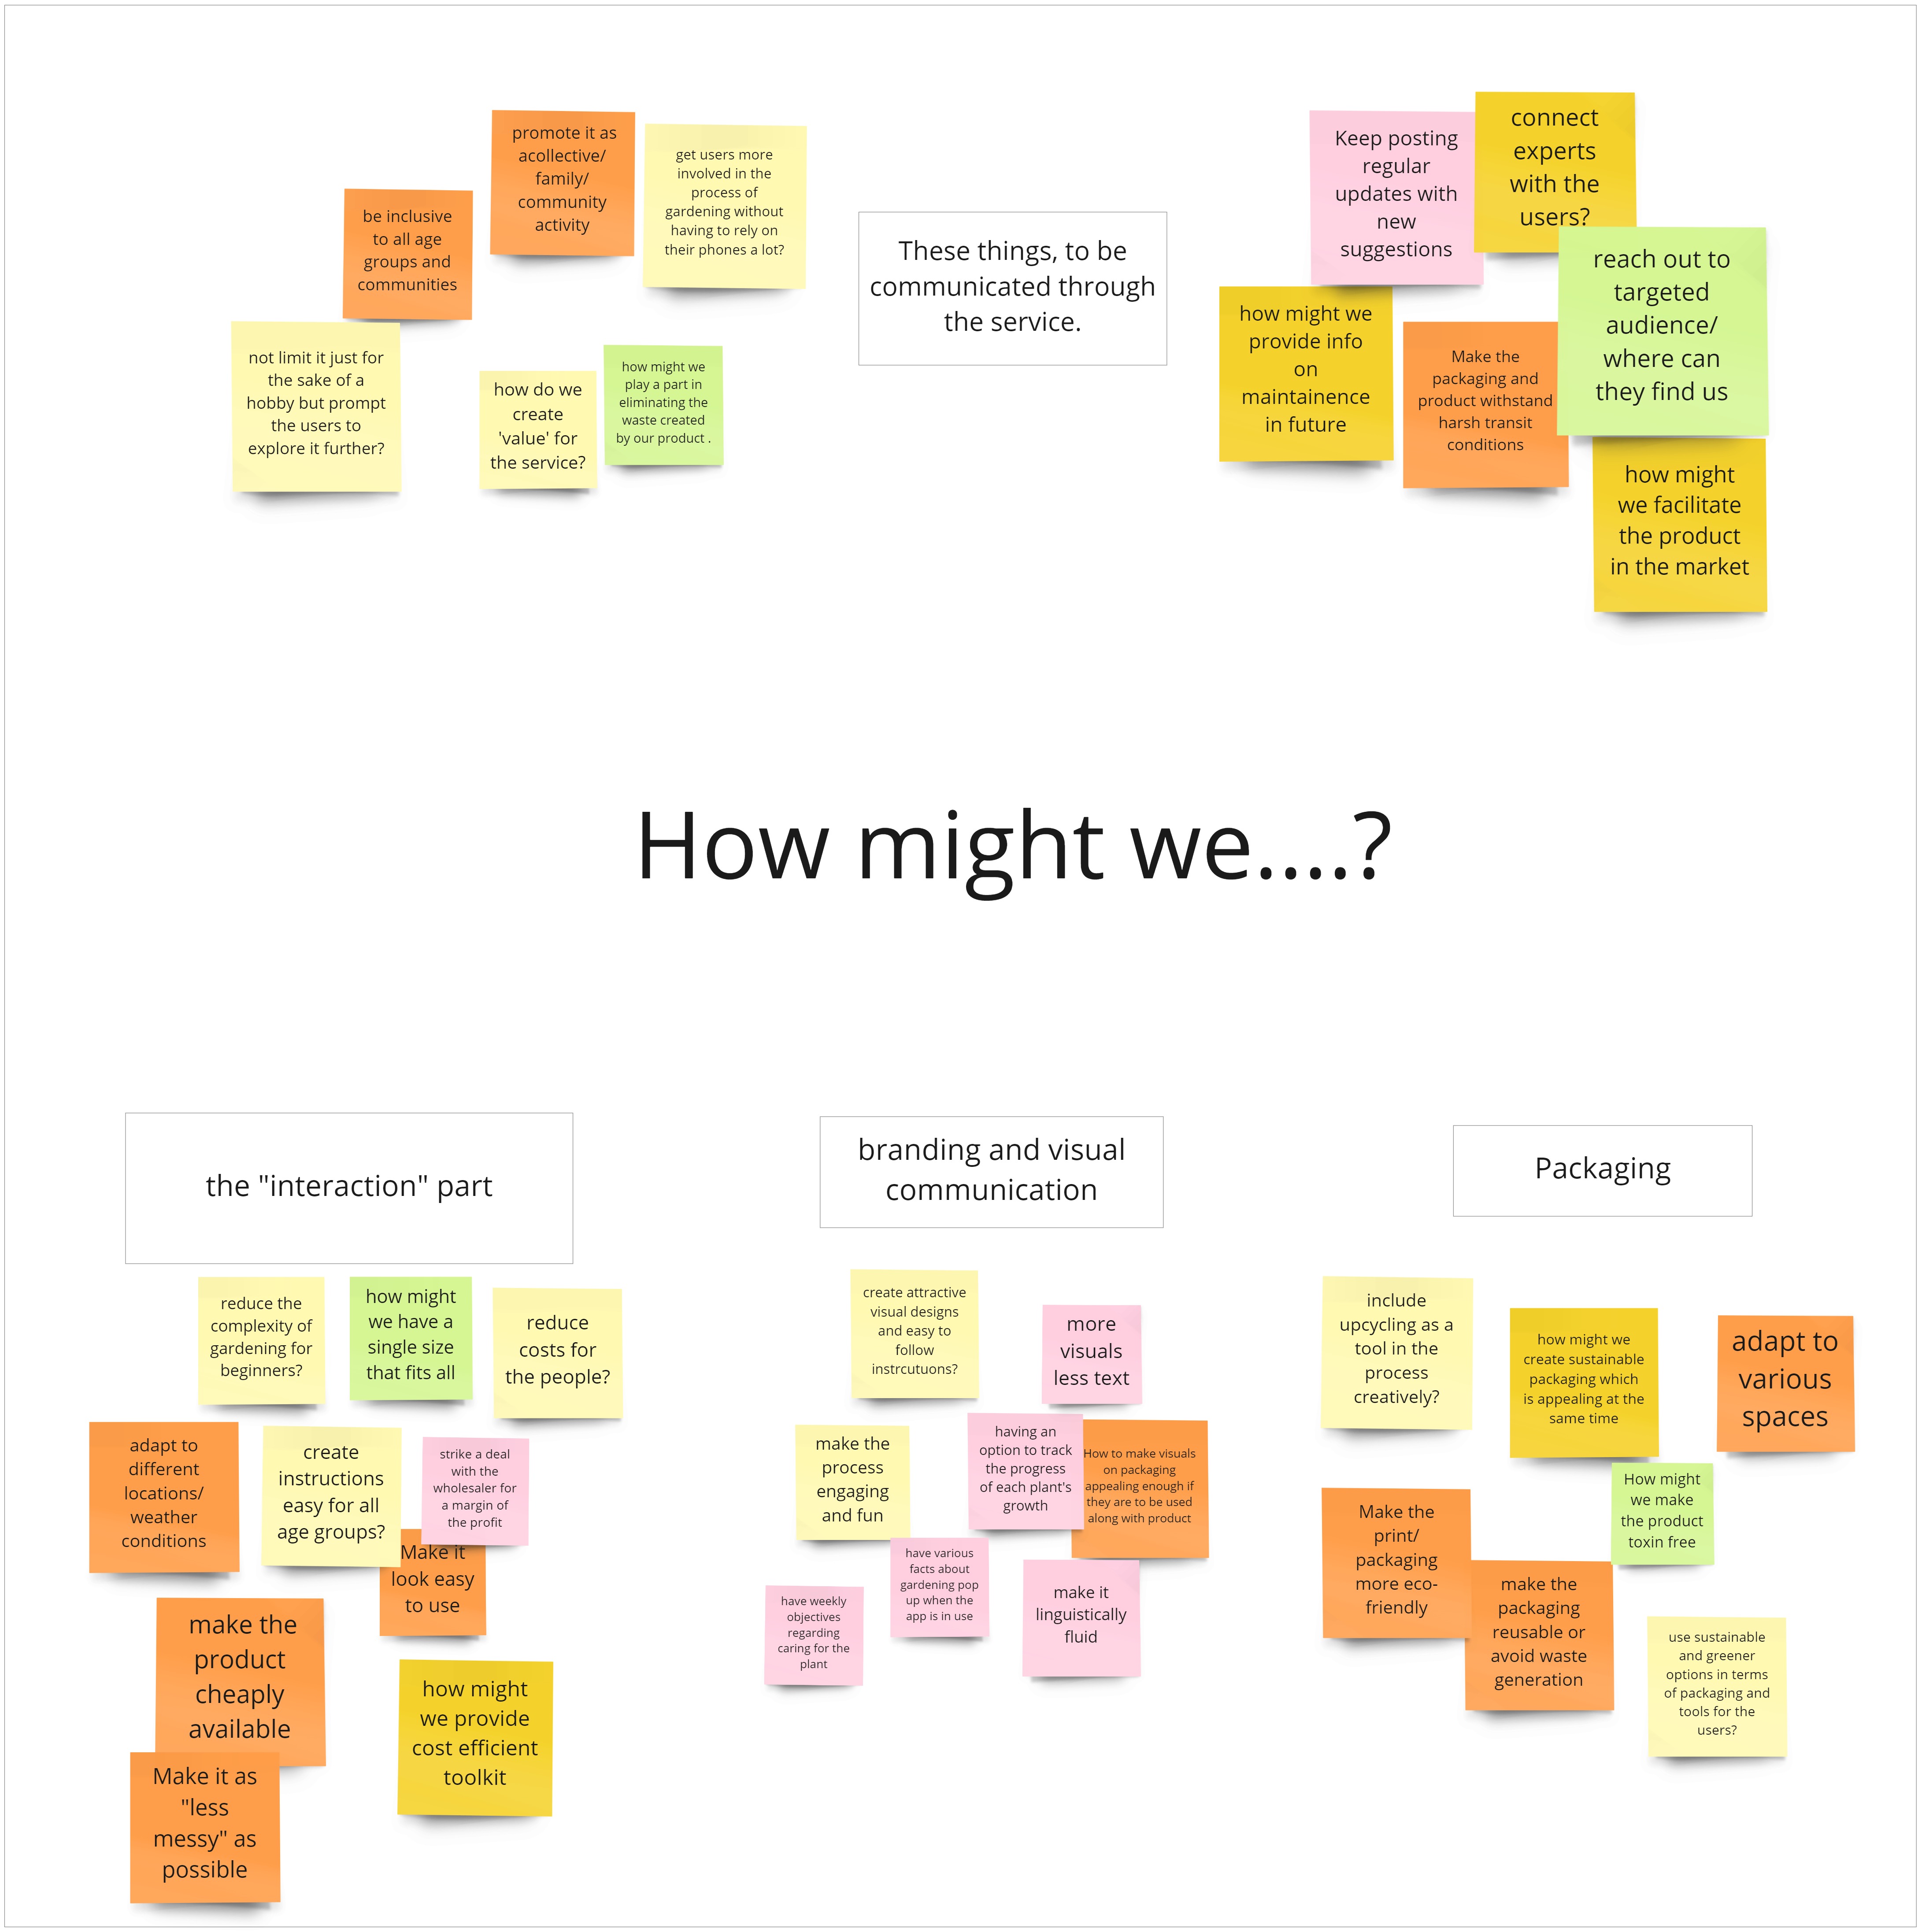 promote it as
acollective/
family/
community
activity
get users more
involved in the
process of
gardening without
having to rely on
their phones a lot?
be inclusive
to all age
groups and
communities
not limit it just for
the sake of a
hobby but prompt
the users to
explore it further?
how do we
create
'value' for
the service?
how might we
play a part in
eliminating the
waste created
by our product .
These things, to be
communicated through
the service.
Keep posting
regular
updates with
new
suggestions
connect
experts
with the
users?
reach out to
targeted
audience/
where can
they find us
how might we
provide info
on
maintainence
in future
Make the
packaging and
product withstand
harsh transit
conditions
how might
we facilitate
the product
in the market
How might we....?
the "interaction" part
reduce the
complexity of
gardening for
beginners?
how might
we have a
single size
that fits all
reduce
costs for
the people?
adapt to
different
locations/
weather
conditions
create
instructions
easy for all
age groups?
strike a deal
with the
wholesaler for
a margin of
the profit
Make it
look easy
to use
make the
product
cheaply
available
how might
we provide
cost efficient
toolkit
Make it as
"less
messy" as
possible
branding and visual
communication
create attractive
visual designs
and easy to
follow
instrcutuons?
more
visuals
less text
make the
process
engaging
and fun
having an
option to track
the progress
of each plant's
growth
How to make visuals
on packaging
appealing enough if
they are to be used
along with product
have various
facts about
gardening pop
up when the
app is in use
have weekly
objectives
regarding
caring for the
plant
make it
linguistically
fluid
Packaging
include
upcycling as a
tool in the
process
creatively?
how might we
create sustainable
packaging which
is appealing at the
same time
adapt to
various
spaces
How might
we make
the product
toxin free
Make the
print/
packaging
more eco-
friendly
make the
packaging
reusable or
avoid waste
generation
use sustainable
and greener
options in terms
of packaging and
tools for the
users?